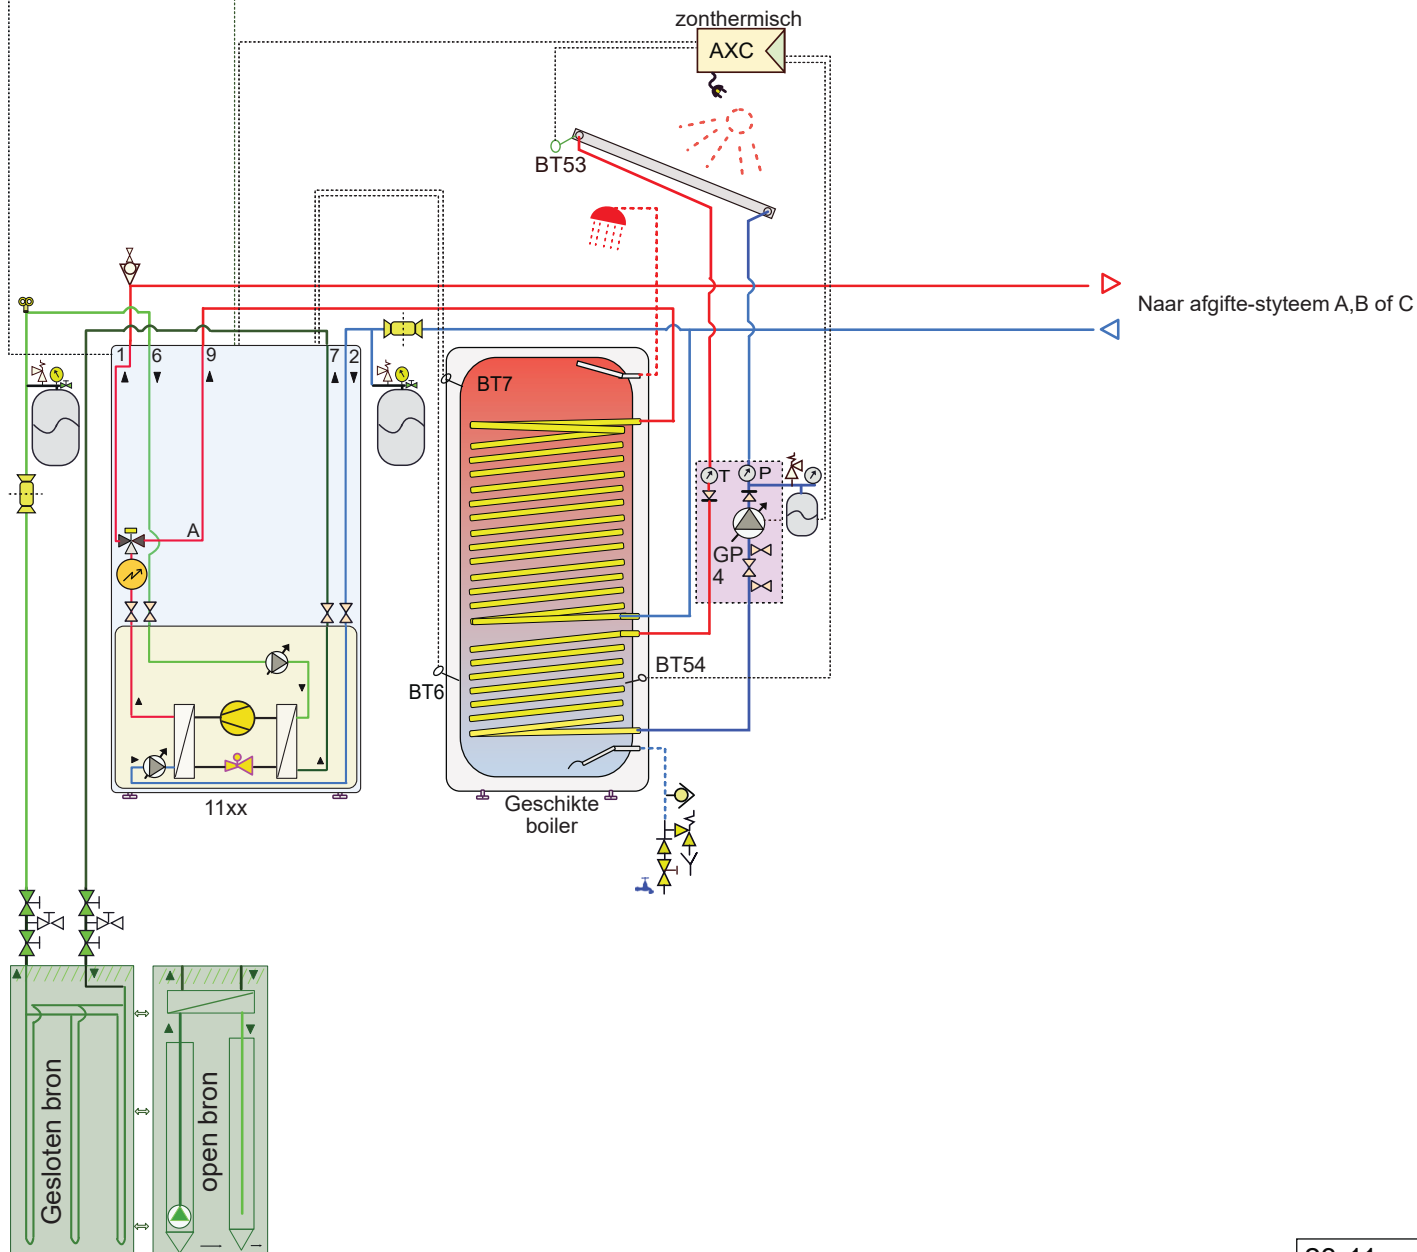 zonthermisch
AXC
BT53
Naar afgifte-styteem A,B of C
1 6 9 7 2
BT7
T P
A
GP
4
BT54
BT6
11xx
Geschikte
boiler
Gesloten bron
open bron